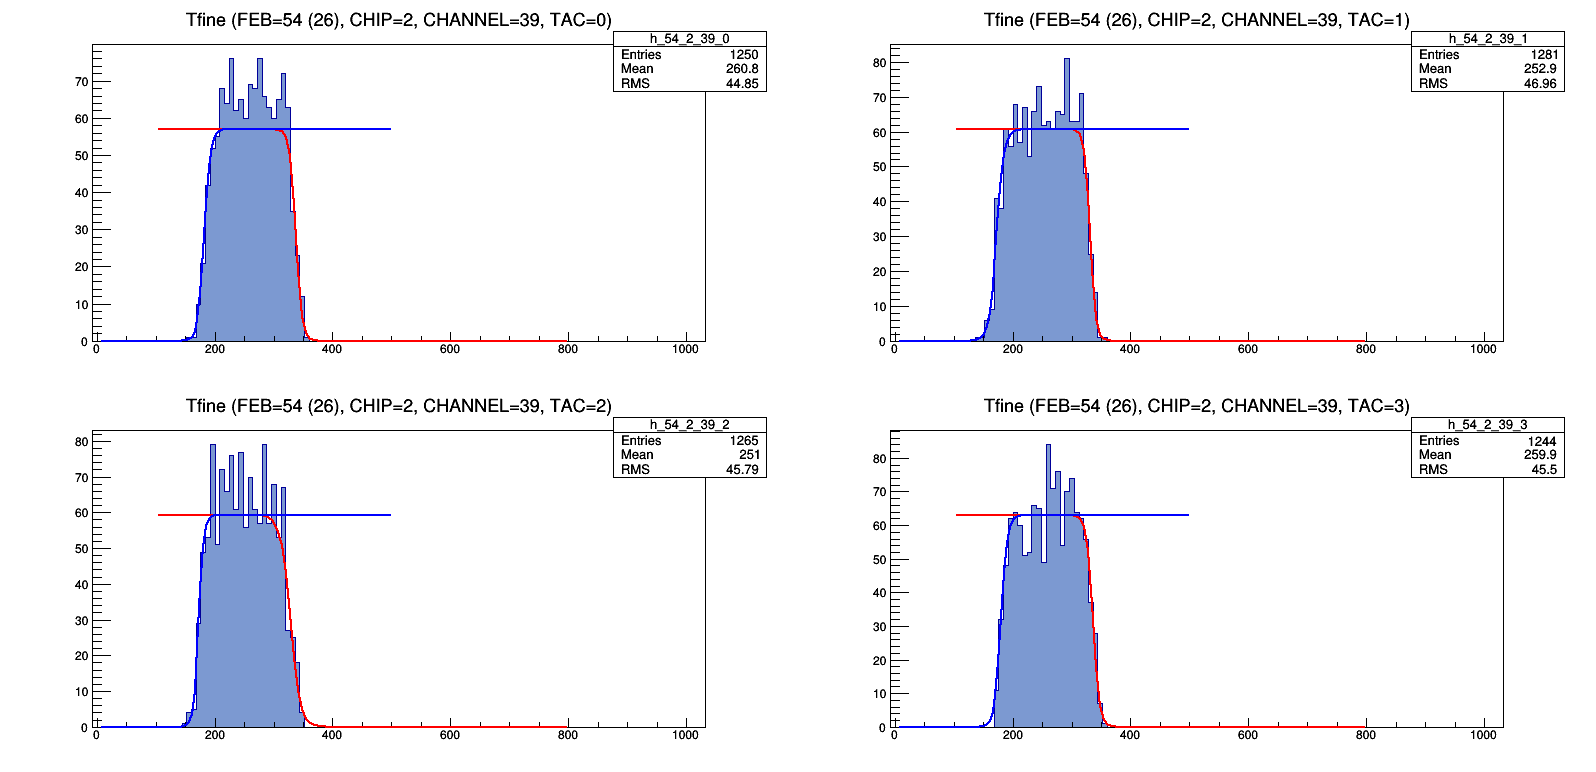 Tfine (FEB=54 (26), CHIP=2, CHANNEL=39, TAC=0)
h_54_2_39_0
Entries 1250
Mean 260.8
RMS 44.85
70
60
50
40
30
20
10
0
0 200 400 600 800 1000
Tfine (FEB=54 (26), CHIP=2, CHANNEL=39, TAC=1)
h_54_2_39_1
Entries 1281
Mean 252.9
RMS 46.96
80
70
60
50
40
30
20
10
0
0 200 400 600 800 1000
Tfine (FEB=54 (26), CHIP=2, CHANNEL=39, TAC=2)
h_54_2_39_2
Entries 1265
Mean 251
RMS 45.79
80
70
60
50
40
30
20
10
0
0 200 400 600 800 1000
Tfine (FEB=54 (26), CHIP=2, CHANNEL=39, TAC=3)
h_54_2_39_3
Entries 1244
Mean 259.9
RMS 45.5
80
70
60
50
40
30
20
10
0
0 200 400 600 800 1000